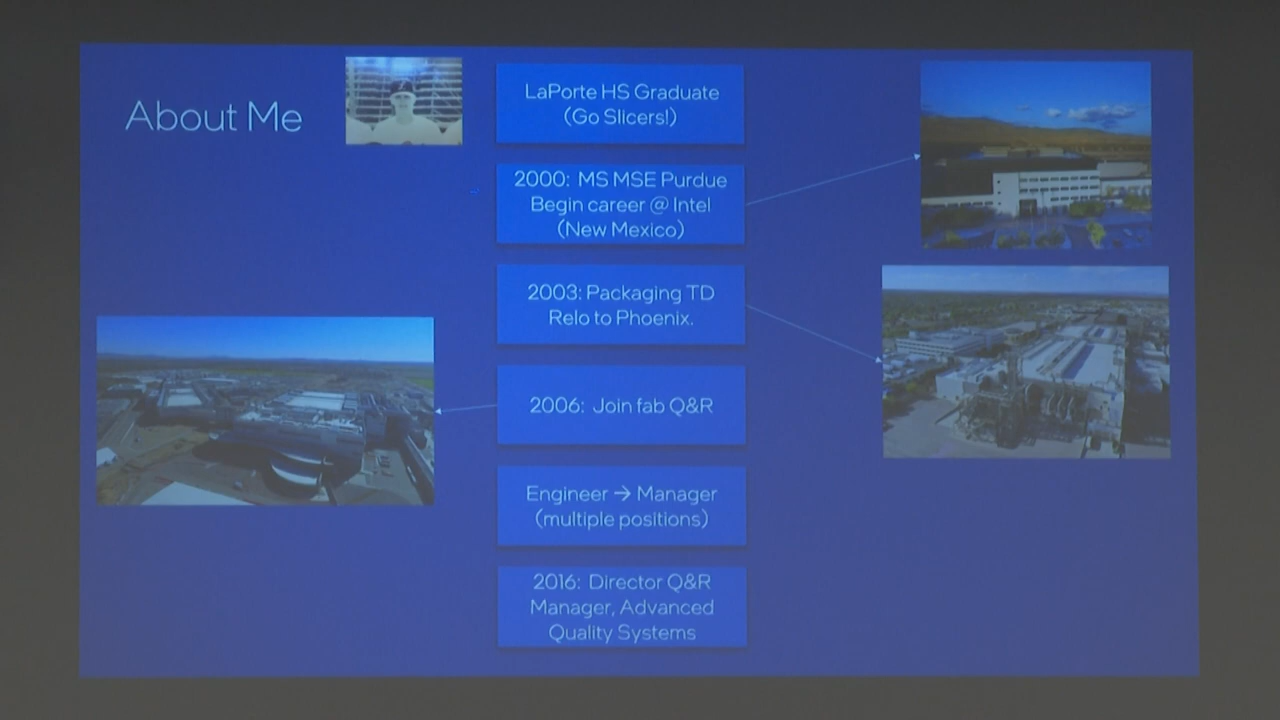 About Me
LaPorte HS Graduate
(Go Slicers!)
2000: MS MSE Purdue
Begin career @ Intel
(New Mexico)
2003: Packaging TD
Relo to Phoenix.
2006: Join fab Q&R
Engineer → Manager
(multiple positions)
2016: Director Q&R
Manager, Advanced
Quality Systems